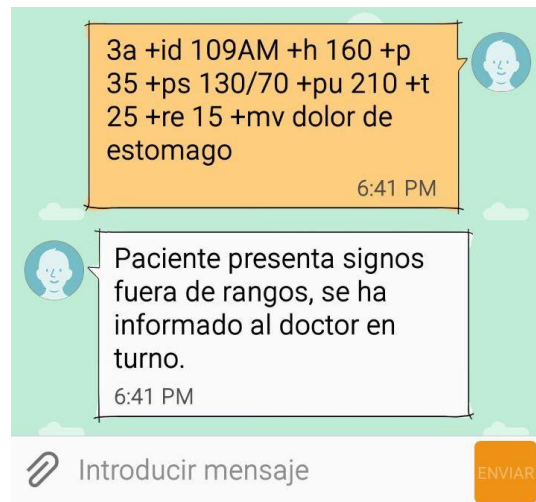 3a +id 109AM +h 160 +p
35 +ps 130/70 +pu 210 +t
25 +re 15 +mv dolor de
estomago
6:41 PM
Paciente presenta signos
fuera de rangos, se ha
informado al doctor en
turno.
6:41 PM
Introducir mensaje
ENVIAR